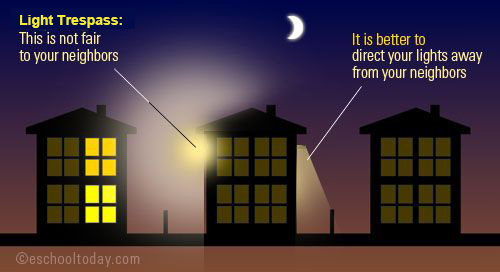 Light Trespass:
This is not fair
to your neighbors
It is better to
direct your lights away
from your neighbors
©eschooltoday.com